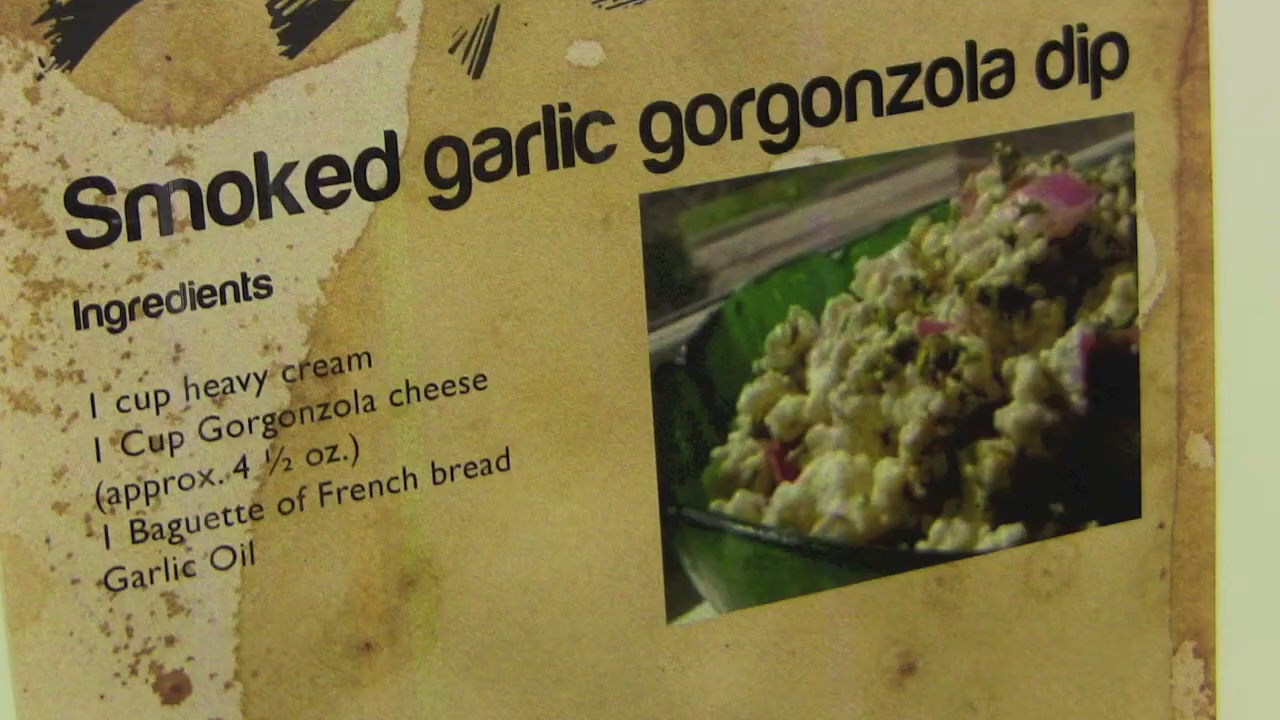 Smoked garlic gorgonzola dip
Ingredients
1 cup heavy cream
1 Cup Gorgonzola cheese
(approx. 4 ½ oz.)
1 Baguette of French bread
Garlic Oil